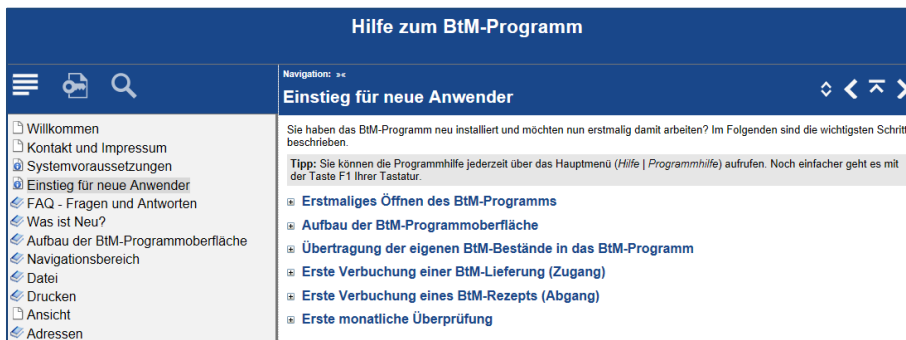 Hilfe zum BtM-Programm
Navigation:
Einstieg für neue Anwender
Willkommen
Kontakt und Impressum
Systemvoraussetzungen
Einstieg für neue Anwender
FAQ - Fragen und Antworten
Was ist Neu?
Aufbau der BtM-Programmoberfläche
Navigationsbereich
Datei
Drucken
Ansicht
Adressen
Sie haben das BtM-Programm neu installiert und möchten nun erstmalig damit arbeiten? Im Folgenden sind die wichtigsten Schritt
beschrieben.
Tipp: Sie können die Programmhilfe jederzeit über das Hauptmenü (Hilfe | Programmhilfe) aufrufen. Noch einfacher geht es mit
der Taste F1 Ihrer Tastatur.
Erstmaliges Öffnen des BtM-Programms
Aufbau der BtM-Programmoberfläche
Übertragung der eigenen BtM-Bestände in das BtM-Programm
Erste Verbuchung einer BtM-Lieferung (Zugang)
Erste Verbuchung eines BtM-Rezepts (Abgang)
Erste monatliche Überprüfung